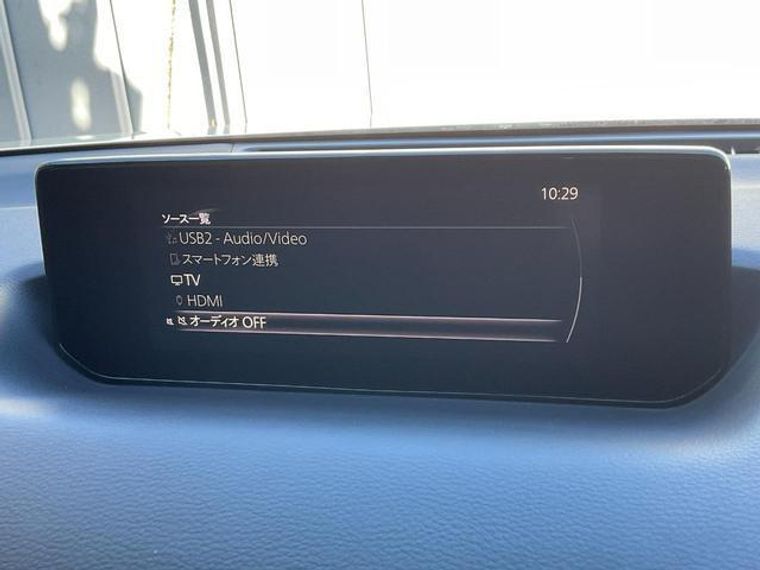 10:29
ソース一覧
USB2 - Audio/Video
スマートフォン連携
TV
HDMI
オーディオ OFF